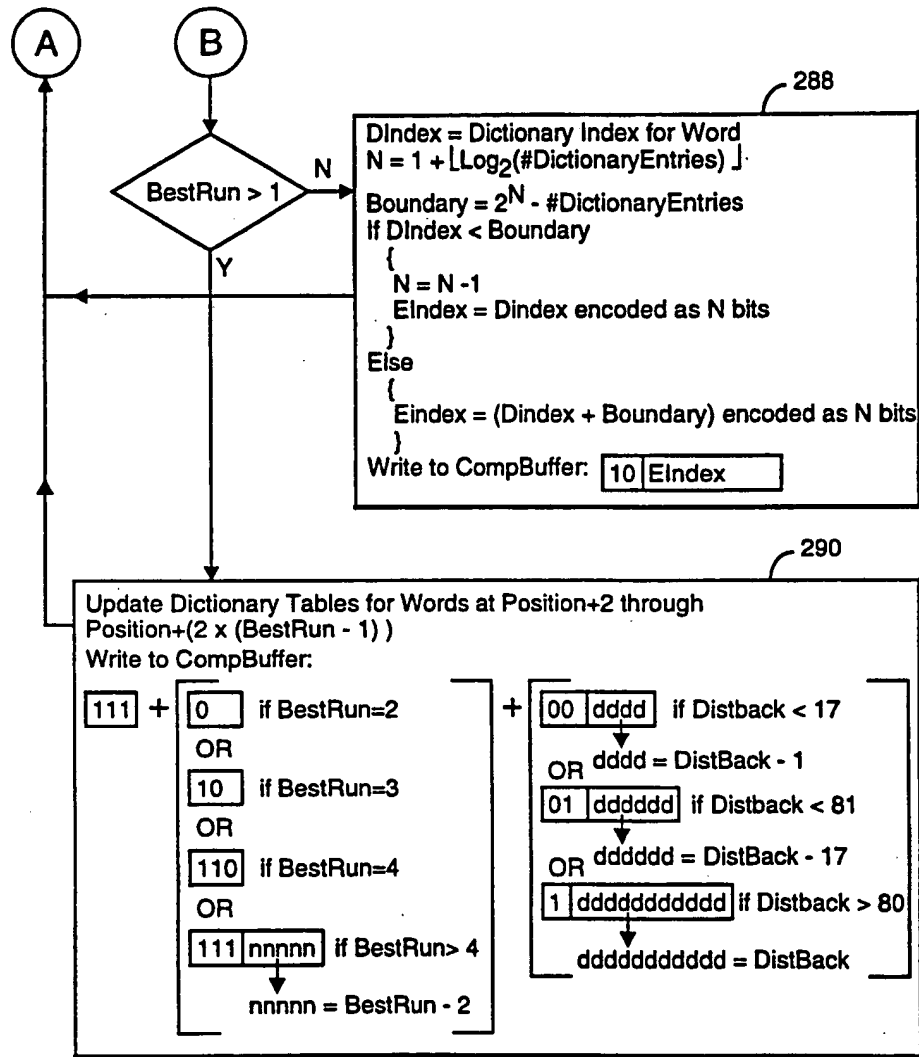 A
B
288
BestRun > 1
N
Y
DIndex = Dictionary Index for Word
N = 1 + ⌊Log2(#DictionaryEntries) ⌋
Boundary = 2^N - #DictionaryEntries
If DIndex < Boundary
{
N = N -1
EIndex = Dindex encoded as N bits
}
Else
{
Eindex = (Dindex + Boundary) encoded as N bits
}
Write to CompBuffer: 10 EIndex
290
Update Dictionary Tables for Words at Position+2 through
Position+(2 x (BestRun - 1) )
Write to CompBuffer:
111 +
0 if BestRun=2
OR
10 if BestRun=3
OR
110 if BestRun=4
OR
111 nnnnn if BestRun> 4
nnnnn = BestRun - 2
+
00 dddd if Distback < 17
dddd = DistBack - 1
OR
01 dddddd if Distback < 81
dddddd = DistBack - 17
OR
1 ddddddddddd if Distback > 80
ddddddddddd = DistBack